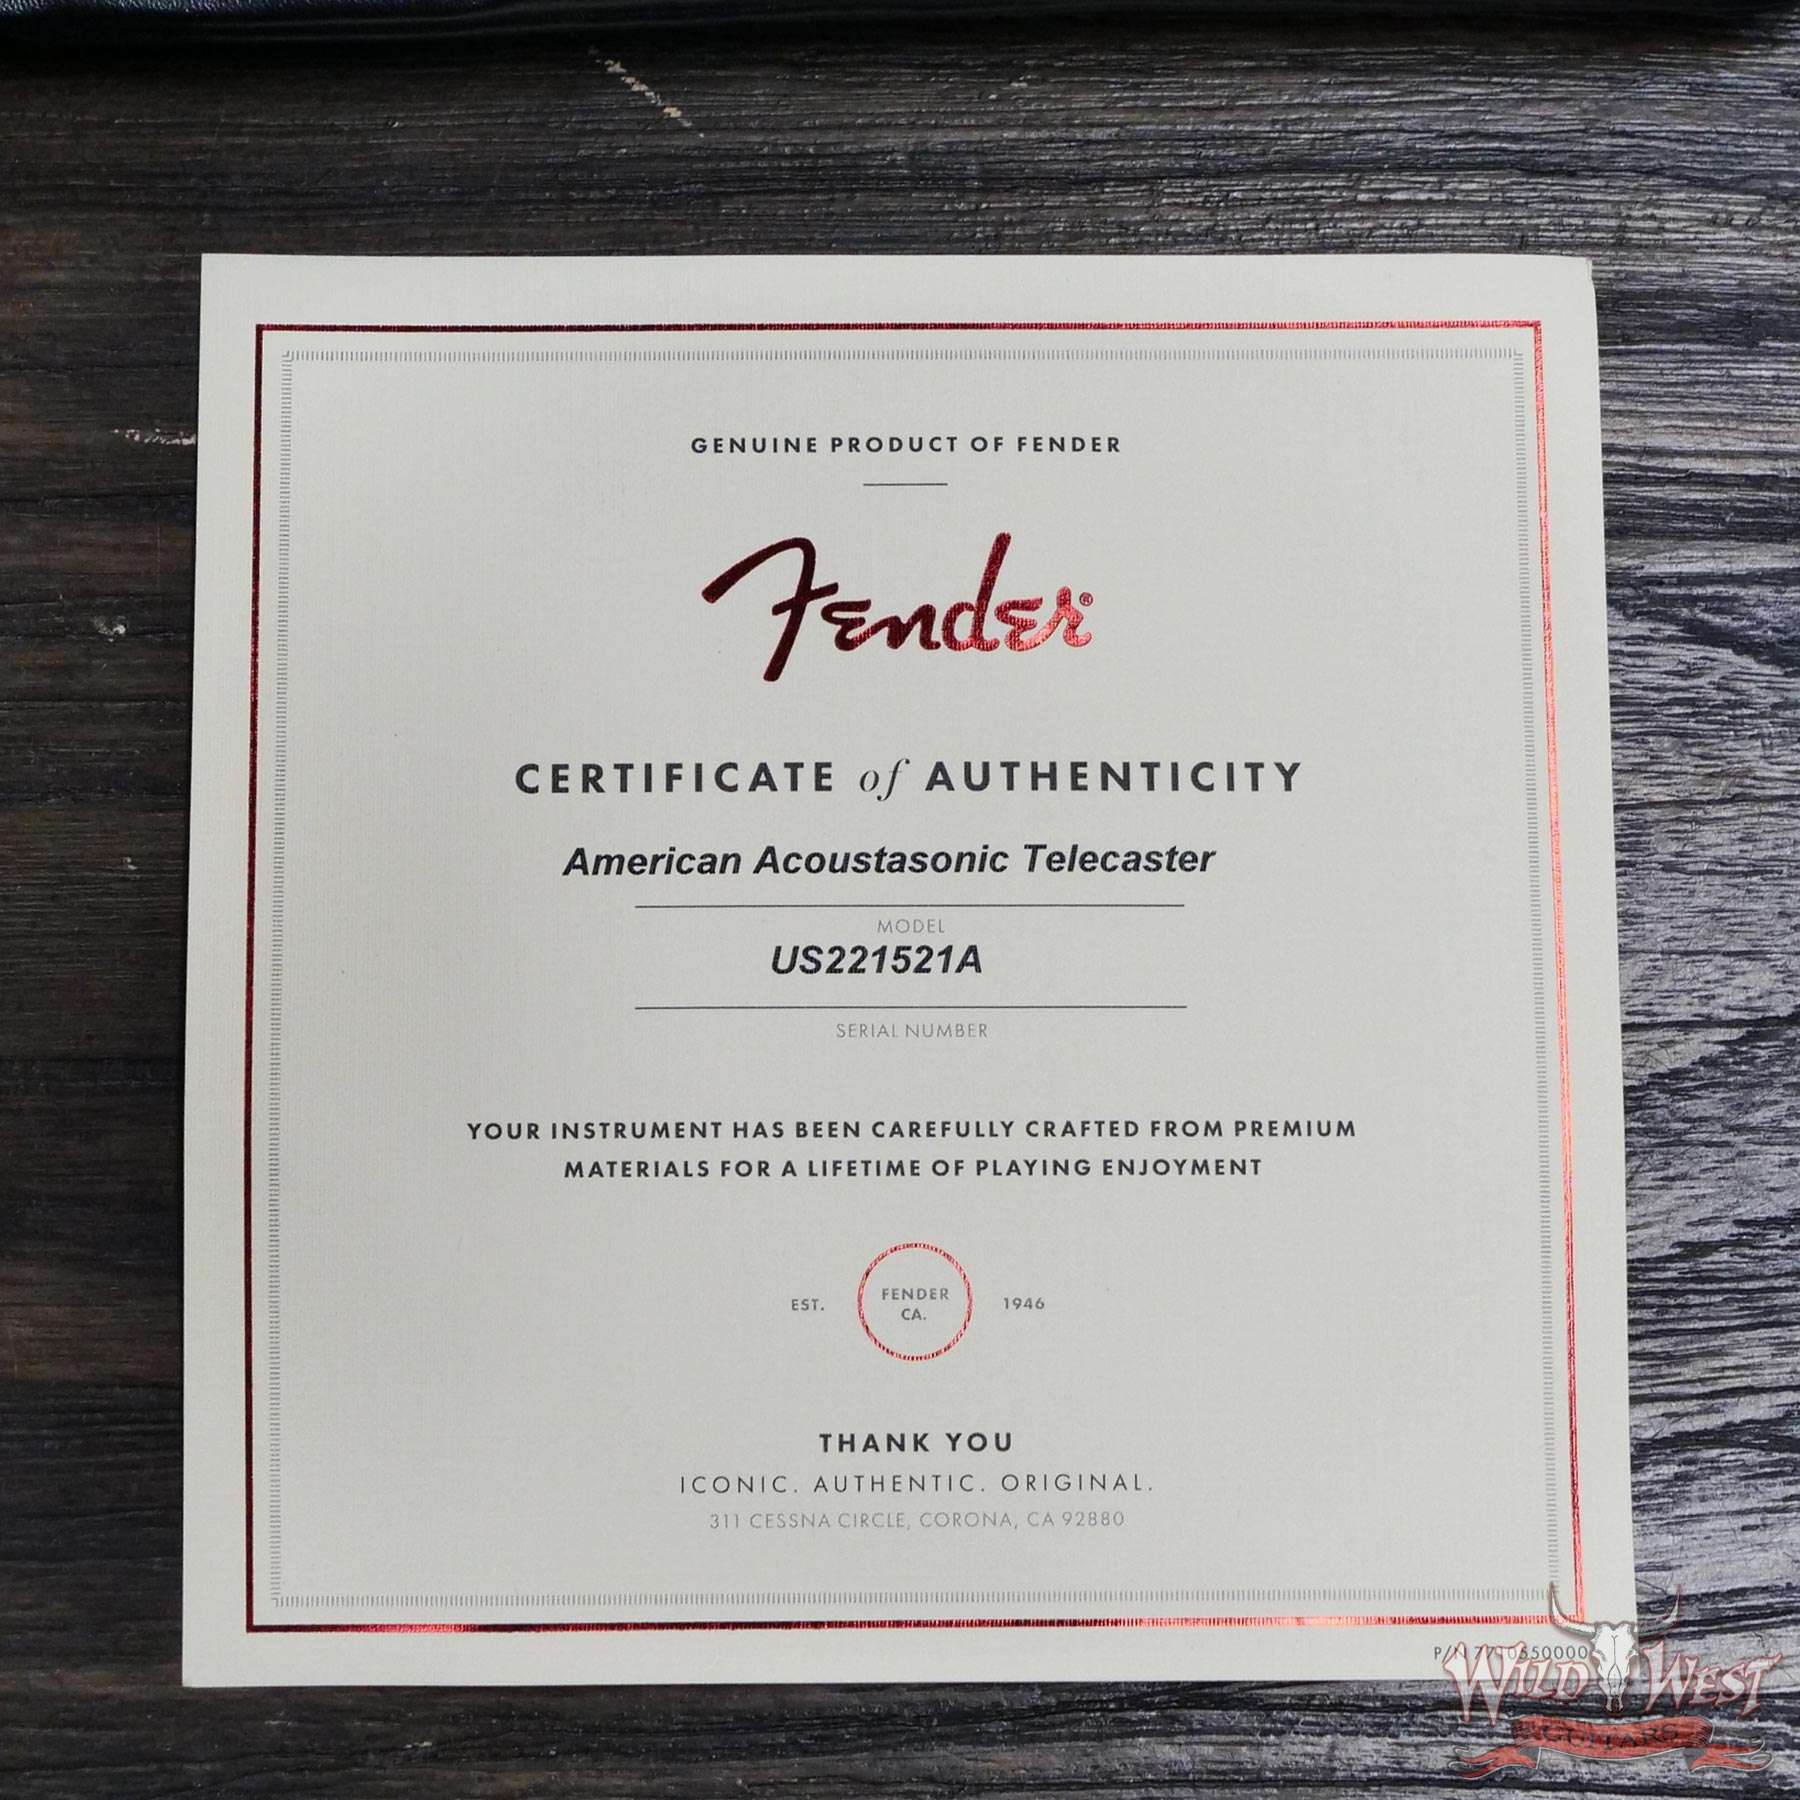 GENUINE PRODUCT OF FENDER
Fender®
CERTIFICATE of AUTHENTICITY
American Acoustasonic Telecaster
MODEL
US221521A
SERIAL NUMBER
YOUR INSTRUMENT HAS BEEN CAREFULLY CRAFTED FROM PREMIUM
MATERIALS FOR A LIFETIME OF PLAYING ENJOYMENT
EST. FENDER 1946
CA.
THANK YOU
ICONIC. AUTHENTIC. ORIGINAL.
311 CESSNA CIRCLE, CORONA, CA 92880
P/N
WILD WEST
GUITARS